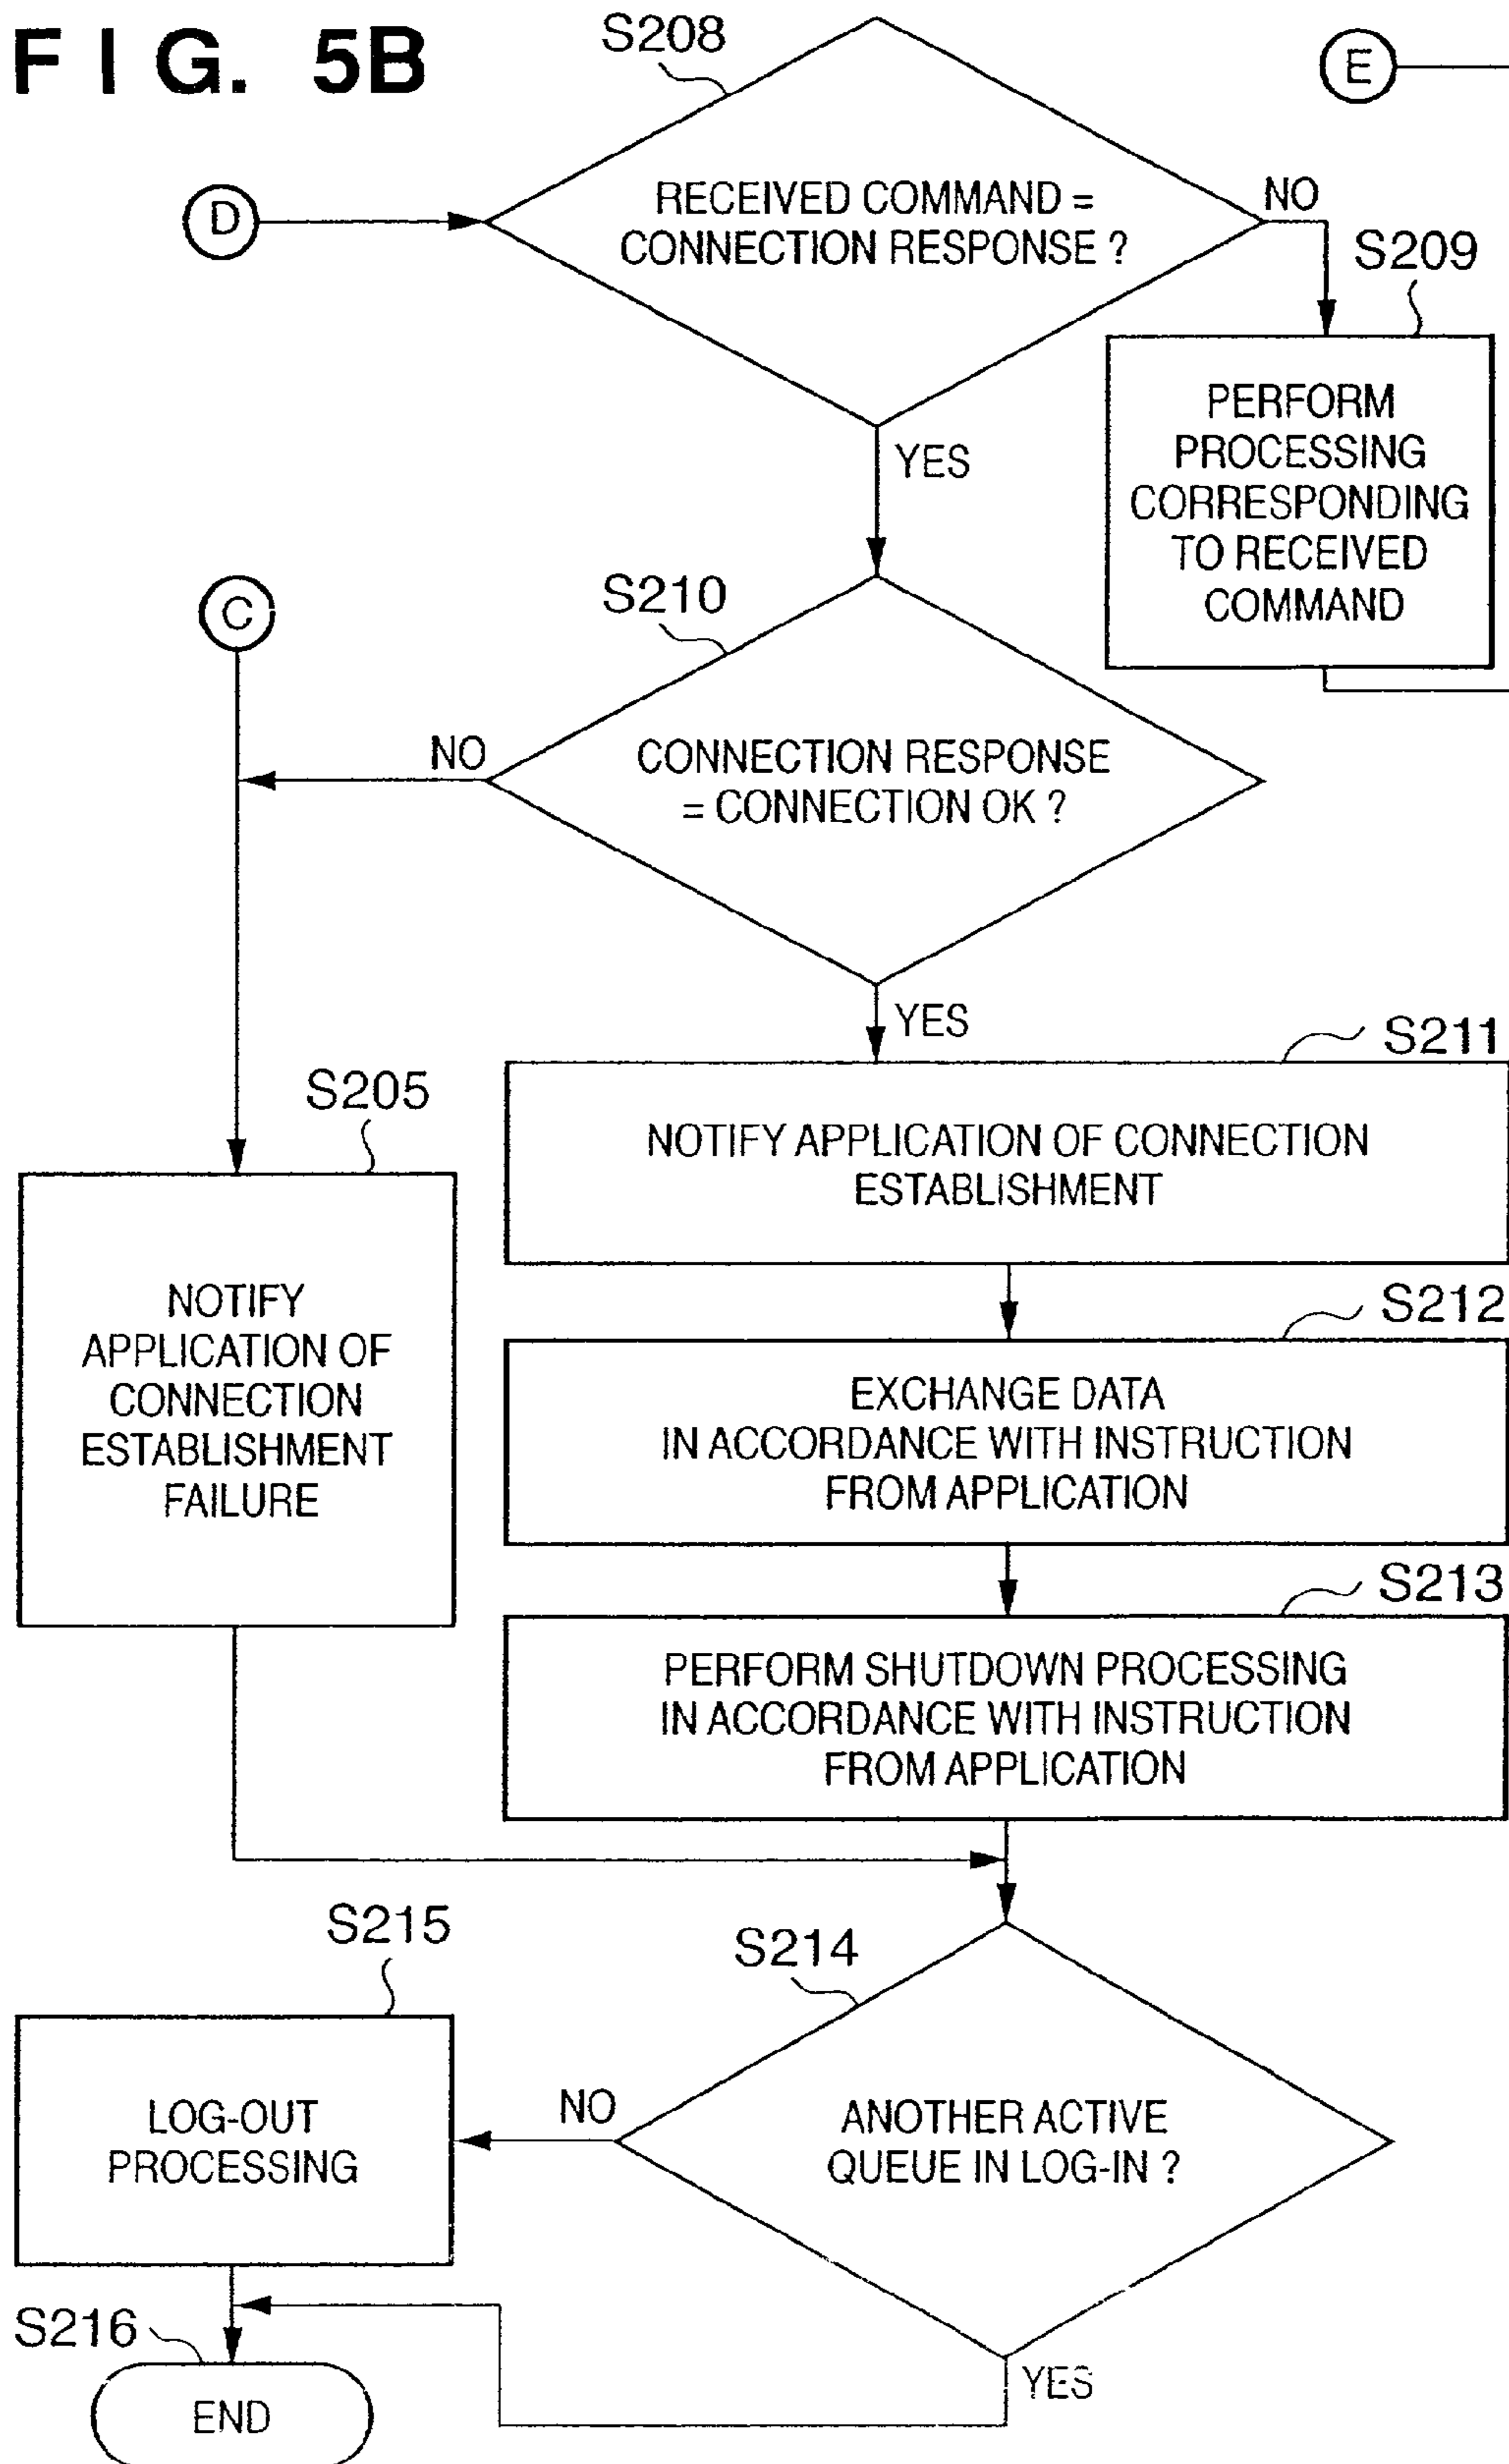 FIG. 5B
S208
E
D
RECEIVED COMMAND =
CONNECTION RESPONSE ?
NO
S209
PERFORM
PROCESSING
CORRESPONDING
TO RECEIVED
COMMAND
YES
C
S210
NO
CONNECTION RESPONSE
= CONNECTION OK ?
YES
S211
NOTIFY APPLICATION OF CONNECTION
ESTABLISHMENT
S205
NOTIFY
APPLICATION OF
CONNECTION
ESTABLISHMENT
FAILURE
S212
EXCHANGE DATA
IN ACCORDANCE WITH INSTRUCTION
FROM APPLICATION
S213
PERFORM SHUTDOWN PROCESSING
IN ACCORDANCE WITH INSTRUCTION
FROM APPLICATION
S215
S214
LOG-OUT
PROCESSING
NO
ANOTHER ACTIVE
QUEUE IN LOG-IN ?
S216
YES
END